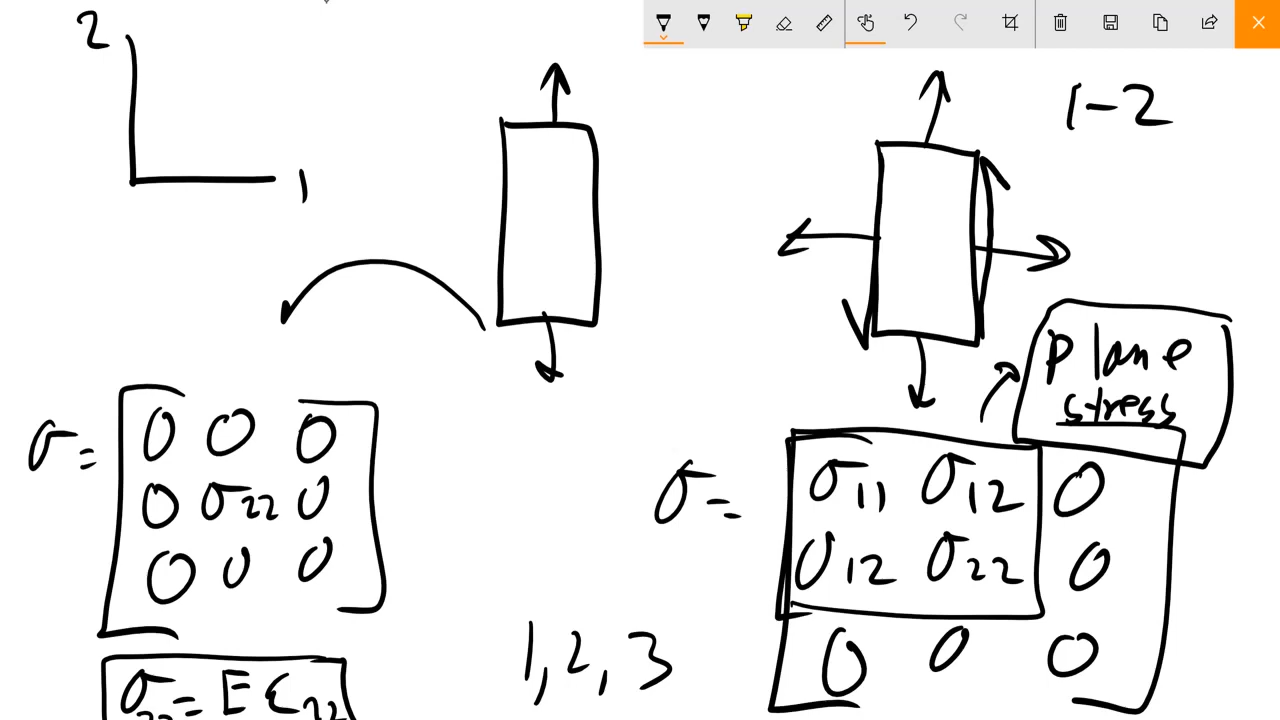 2
1
1-2
plane
stress
σ = [0 0 0
0 σ22 0
0 0 0]
σ22 = E ε22
1, 2, 3
σ = [σ11 σ12 0
σ12 σ22 0
0 0 0]